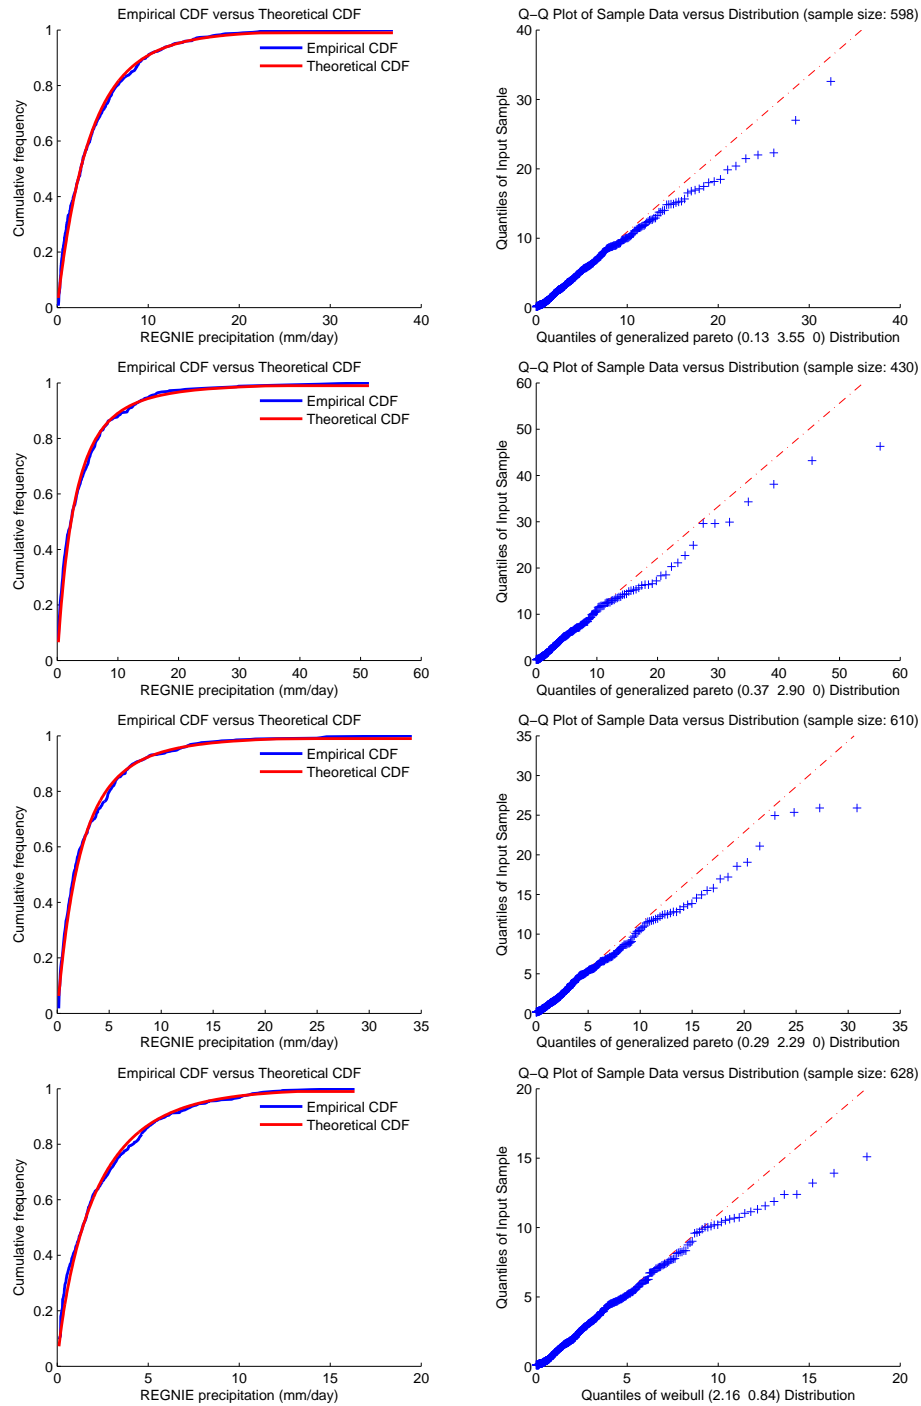 Empirical CDF versus Theoretical CDF
1
0.8
0.6
0.4
0.2
0
Cumulative frequency
Empirical CDF
Theoretical CDF
0 10 20 30 40
REGNIE precipitation (mm/day)
Q−Q Plot of Sample Data versus Distribution (sample size: 598)
40
30
20
10
0
Quantiles of Input Sample
0 10 20 30 40
Quantiles of generalized pareto (0.13 3.55 0) Distribution
Empirical CDF versus Theoretical CDF
1
0.8
0.6
0.4
0.2
0
Cumulative frequency
Empirical CDF
Theoretical CDF
0 10 20 30 40 50 60
REGNIE precipitation (mm/day)
Q−Q Plot of Sample Data versus Distribution (sample size: 430)
60
50
40
30
20
10
0
Quantiles of Input Sample
0 10 20 30 40 50 60
Quantiles of generalized pareto (0.37 2.90 0) Distribution
Empirical CDF versus Theoretical CDF
1
0.8
0.6
0.4
0.2
0
Cumulative frequency
Empirical CDF
Theoretical CDF
0 5 10 15 20 25 30 35
REGNIE precipitation (mm/day)
Q−Q Plot of Sample Data versus Distribution (sample size: 610)
35
30
25
20
15
10
5
0
Quantiles of Input Sample
0 5 10 15 20 25 30 35
Quantiles of generalized pareto (0.29 2.29 0) Distribution
Empirical CDF versus Theoretical CDF
1
0.8
0.6
0.4
0.2
0
Cumulative frequency
Empirical CDF
Theoretical CDF
0 5 10 15 20
REGNIE precipitation (mm/day)
Q−Q Plot of Sample Data versus Distribution (sample size: 628)
20
15
10
5
0
Quantiles of Input Sample
0 5 10 15 20
Quantiles of weibull (2.16 0.84) Distribution